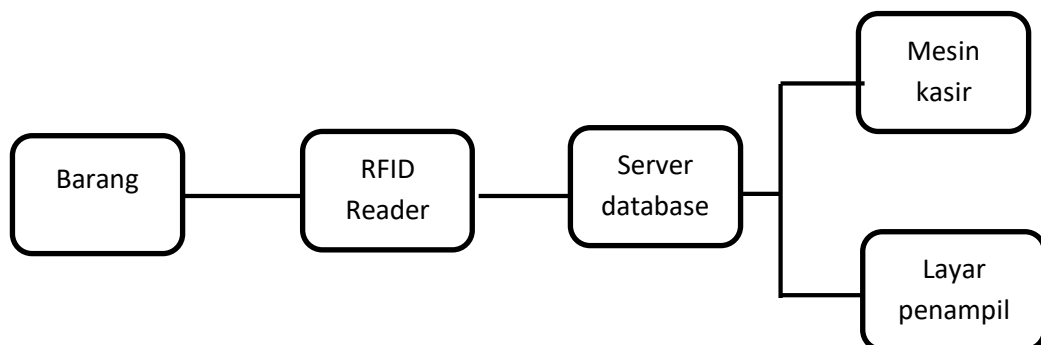 Barang
RFID
Reader
Server
database
Mesin
kasir
Layar
penampil